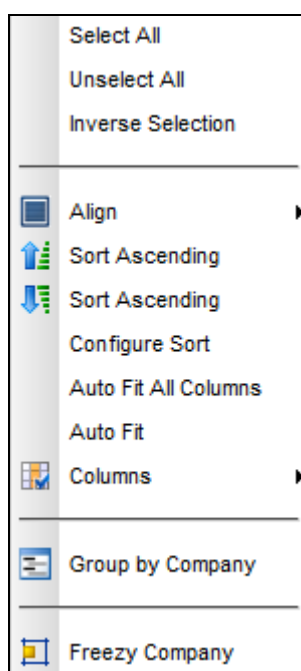 Select All
Unselect All
Inverse Selection
Align
Sort Ascending
Sort Ascending
Configure Sort
Auto Fit All Columns
Auto Fit
Columns
Group by Company
Freezy Company